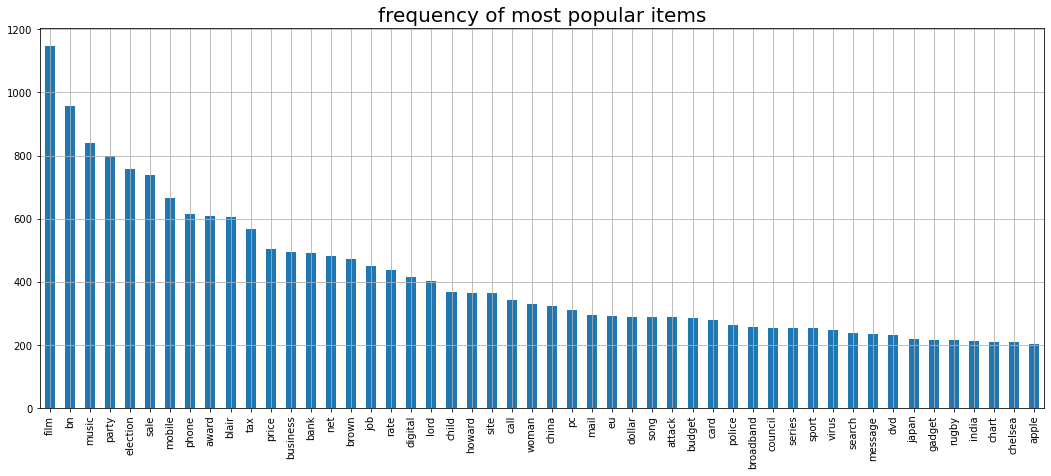 frequency of most popular items
1200
1000
800
600
400
200
0
film
bn
music
party
election
sale
mobile
phone
award
blair
tax
price
business
bank
net
brown
job
rate
digital
lord
child
howard
site
call
woman
china
pc
mail
eu
dollar
song
attack
budget
card
police
broadband
council
series
sport
virus
search
message
dvd
japan
gadget
rugby
india
chart
chelsea
apple